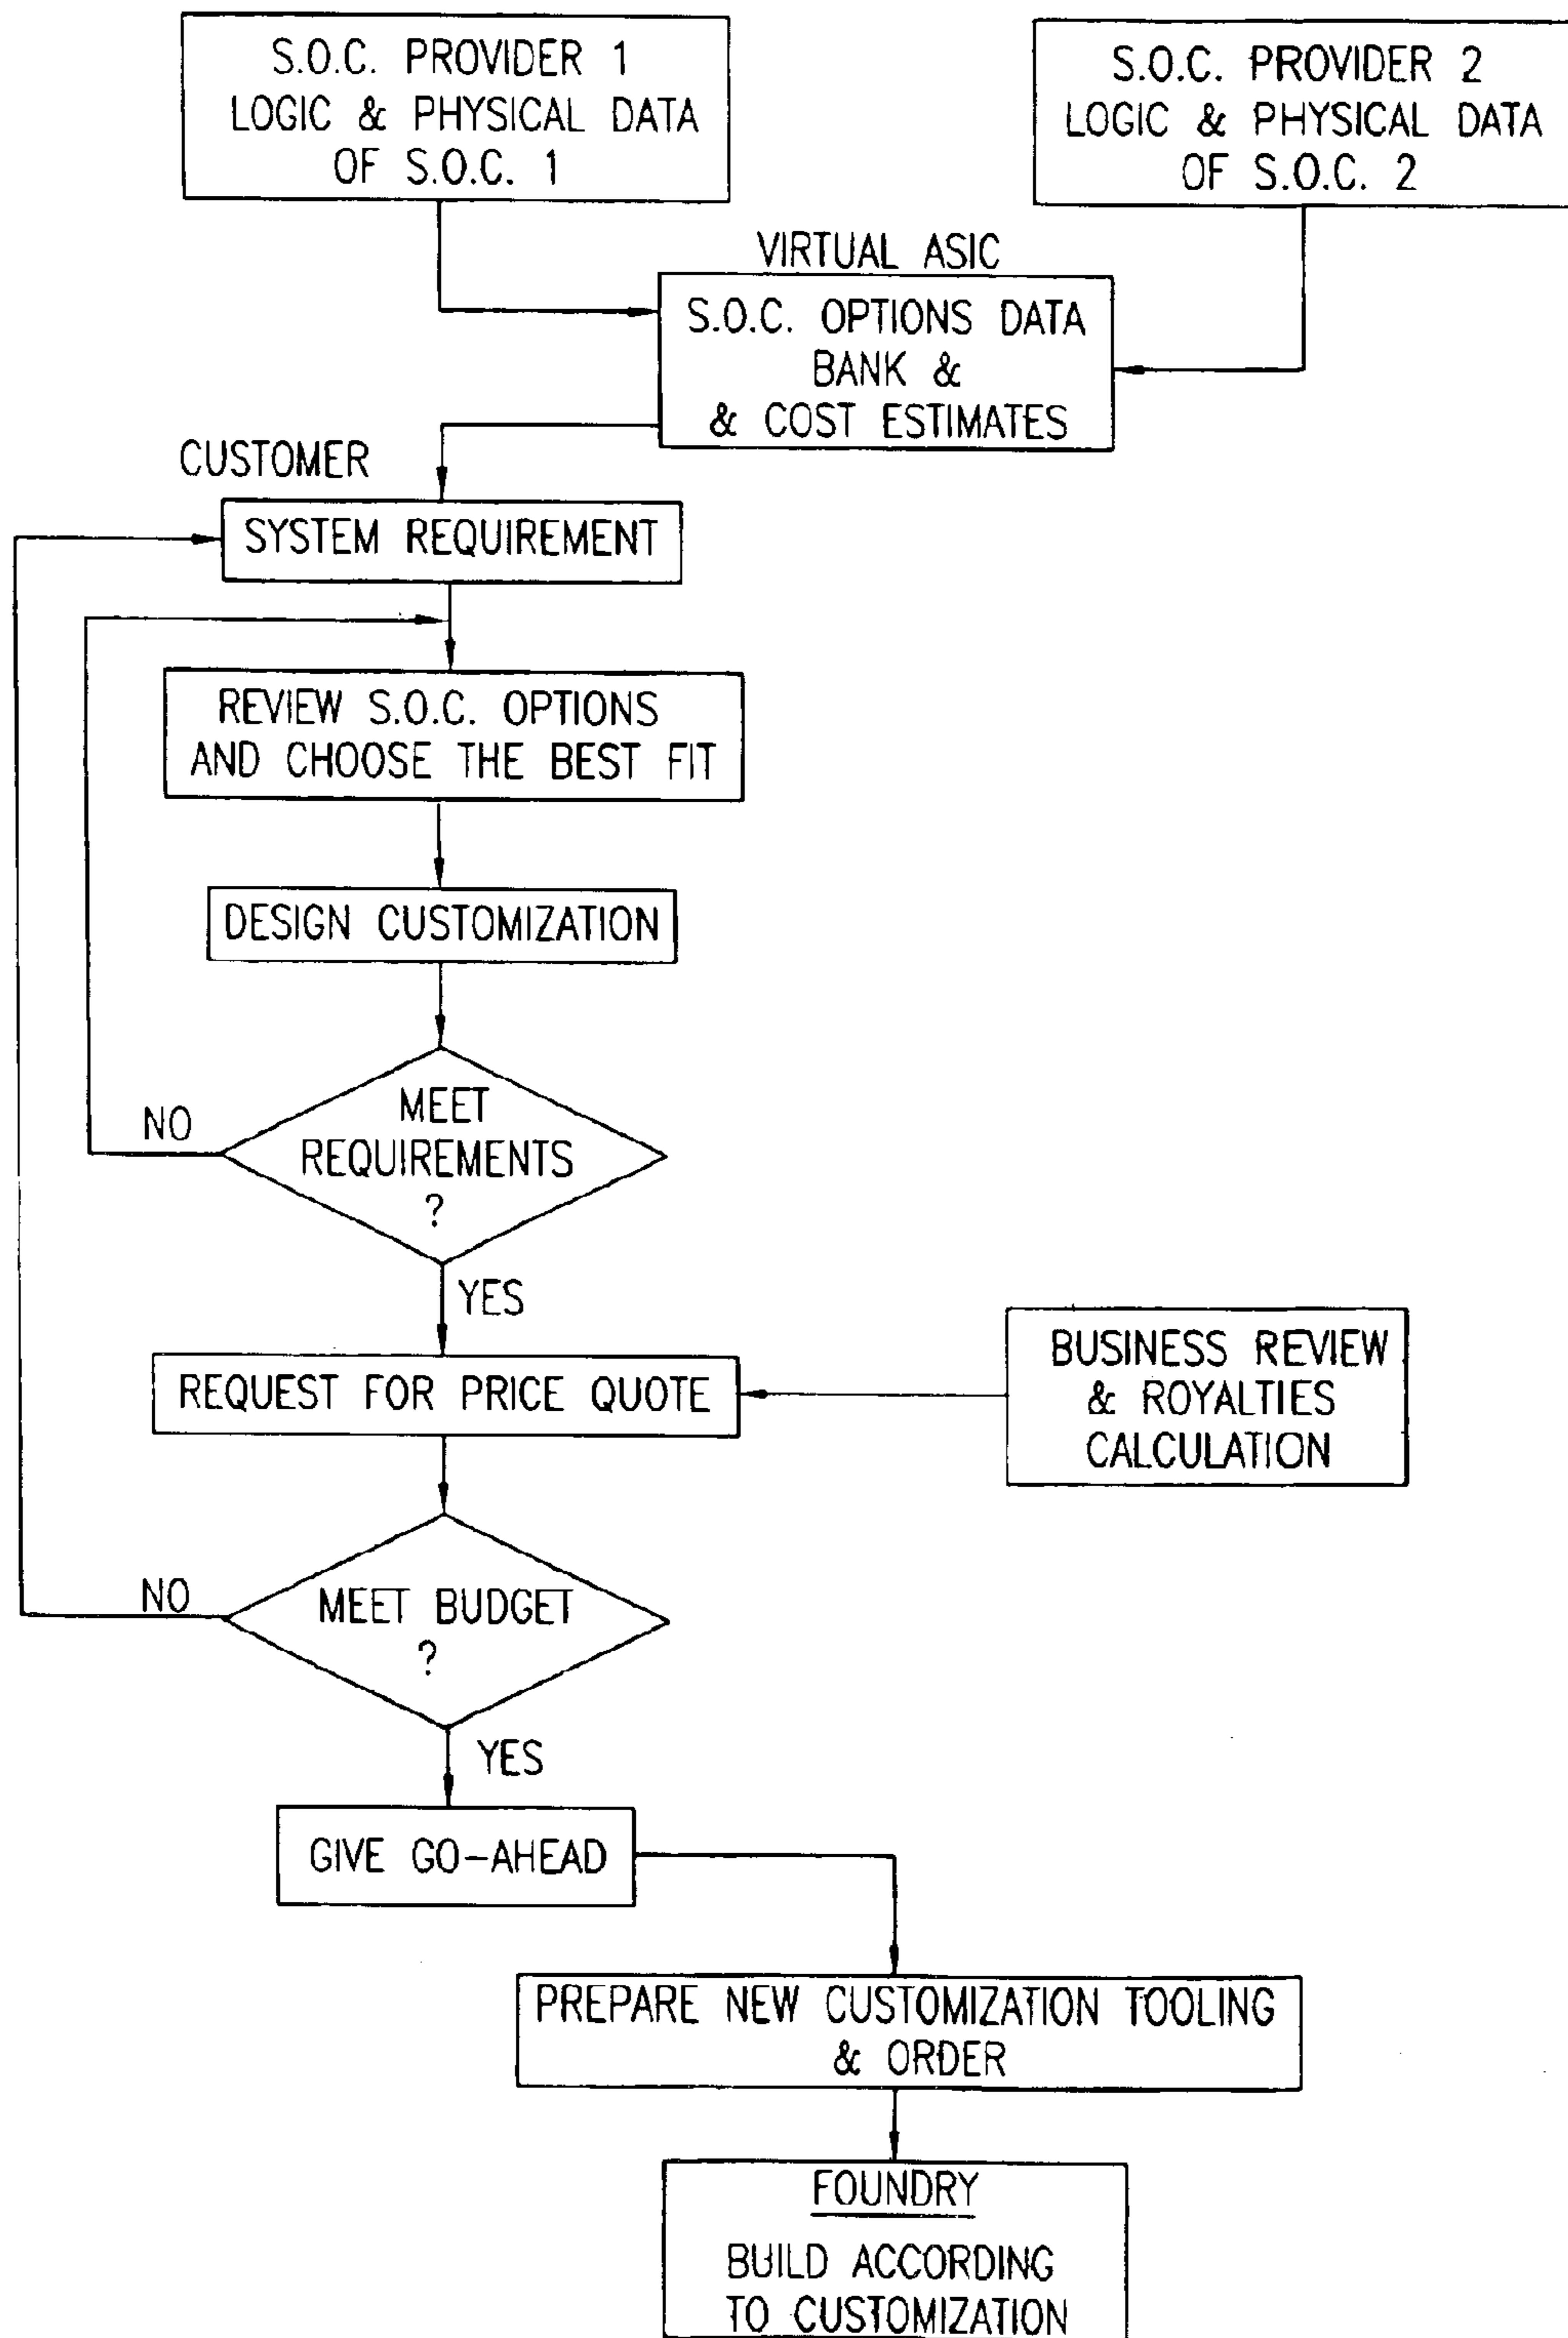 S.O.C. PROVIDER 1
LOGIC & PHYSICAL DATA
OF S.O.C. 1
S.O.C. PROVIDER 2
LOGIC & PHYSICAL DATA
OF S.O.C. 2
VIRTUAL ASIC
S.O.C. OPTIONS DATA
BANK &
& COST ESTIMATES
CUSTOMER
SYSTEM REQUIREMENT
REVIEW S.O.C. OPTIONS
AND CHOOSE THE BEST FIT
DESIGN CUSTOMIZATION
MEET
REQUIREMENTS
?
NO
YES
REQUEST FOR PRICE QUOTE
BUSINESS REVIEW
& ROYALTIES
CALCULATION
MEET BUDGET
?
NO
YES
GIVE GO-AHEAD
PREPARE NEW CUSTOMIZATION TOOLING
& ORDER
FOUNDRY
BUILD ACCORDING
TO CUSTOMIZATION